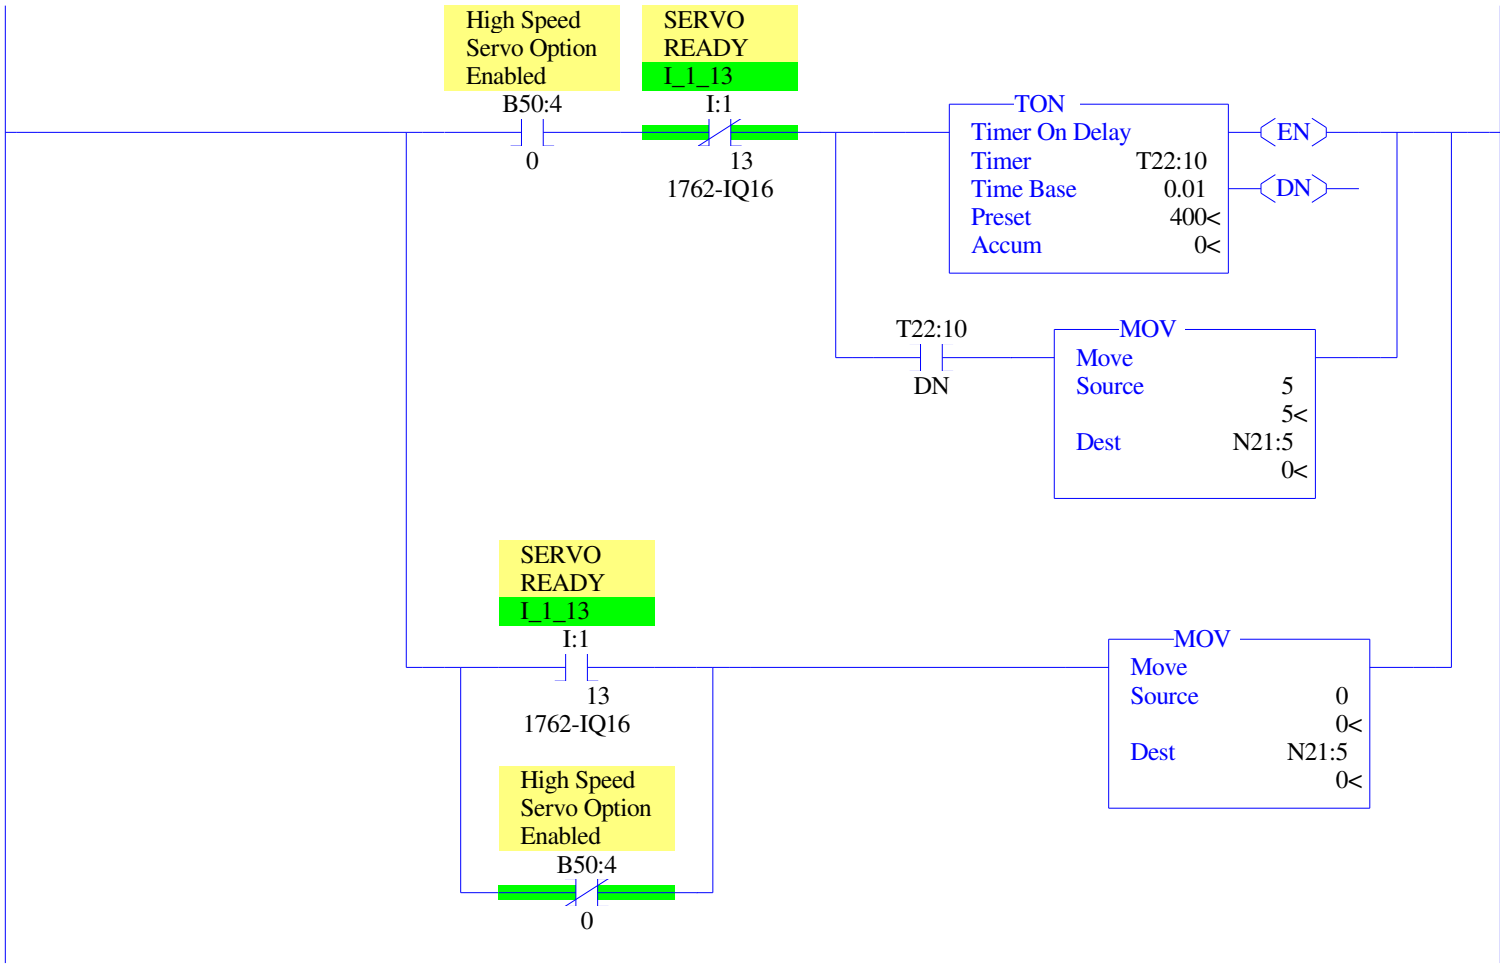 High Speed
Servo Option
Enabled
B50:4
0
SERVO
READY
I_1_13
I:1
13
1762-IQ16
TON
Timer On Delay
Timer T22:10
Time Base 0.01
Preset 400<
Accum 0<
EN
DN
T22:10
DN
MOV
Move
Source 5
5<
Dest N21:5
0<
SERVO
READY
I_1_13
I:1
13
1762-IQ16
MOV
Move
Source 0
0<
Dest N21:5
0<
High Speed
Servo Option
Enabled
B50:4
0